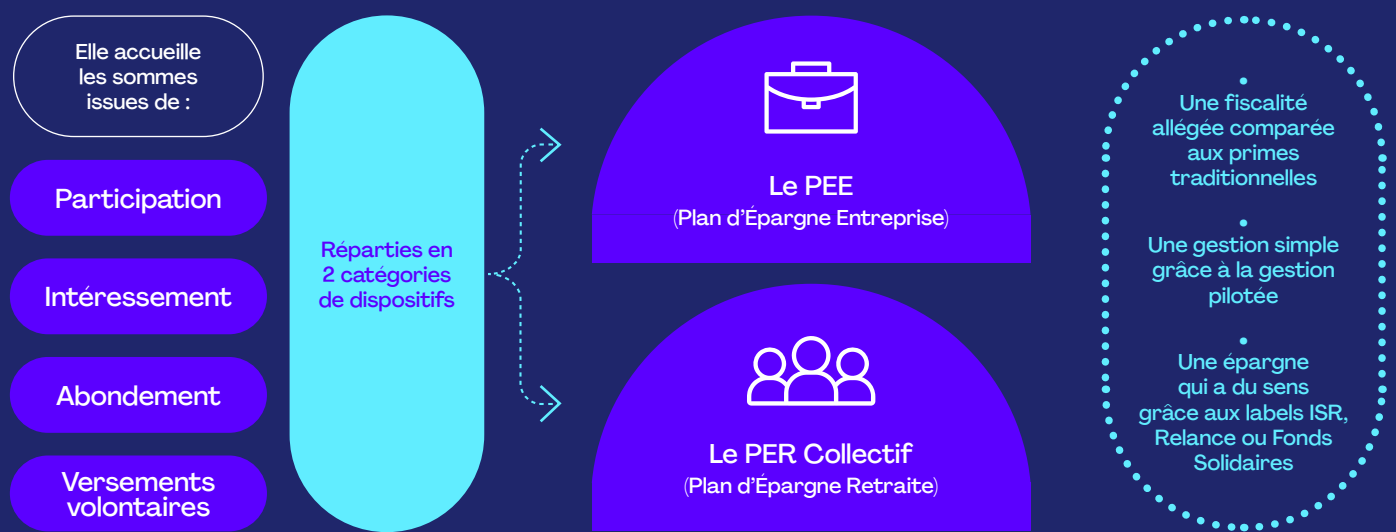 Elle accueille
les sommes
issues de :
Participation
Intéressement
Abondement
Versements
volontaires
Réparties en
2 catégories
de dispositifs
Le PEE
(Plan d'Épargne Entreprise)
Le PER Collectif
(Plan d'Épargne Retraite)
•
Une fiscalité
allégée comparée
aux primes
traditionnelles
•
Une gestion simple
grâce à la gestion
pilotée
•
Une épargne
qui a du sens
grâce aux labels ISR,
Relance ou Fonds
Solidaires